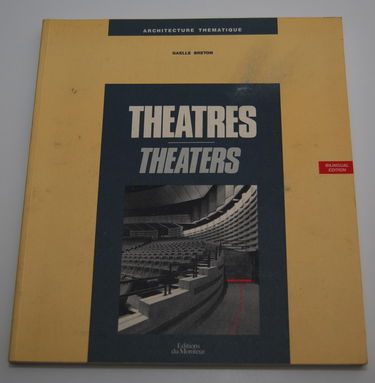 ARCHITECTURE THEMATIQUE
GAELLE BRETON
THEATRES
THEATERS
BILINGUAL
EDITION
Editions
du Moniteur